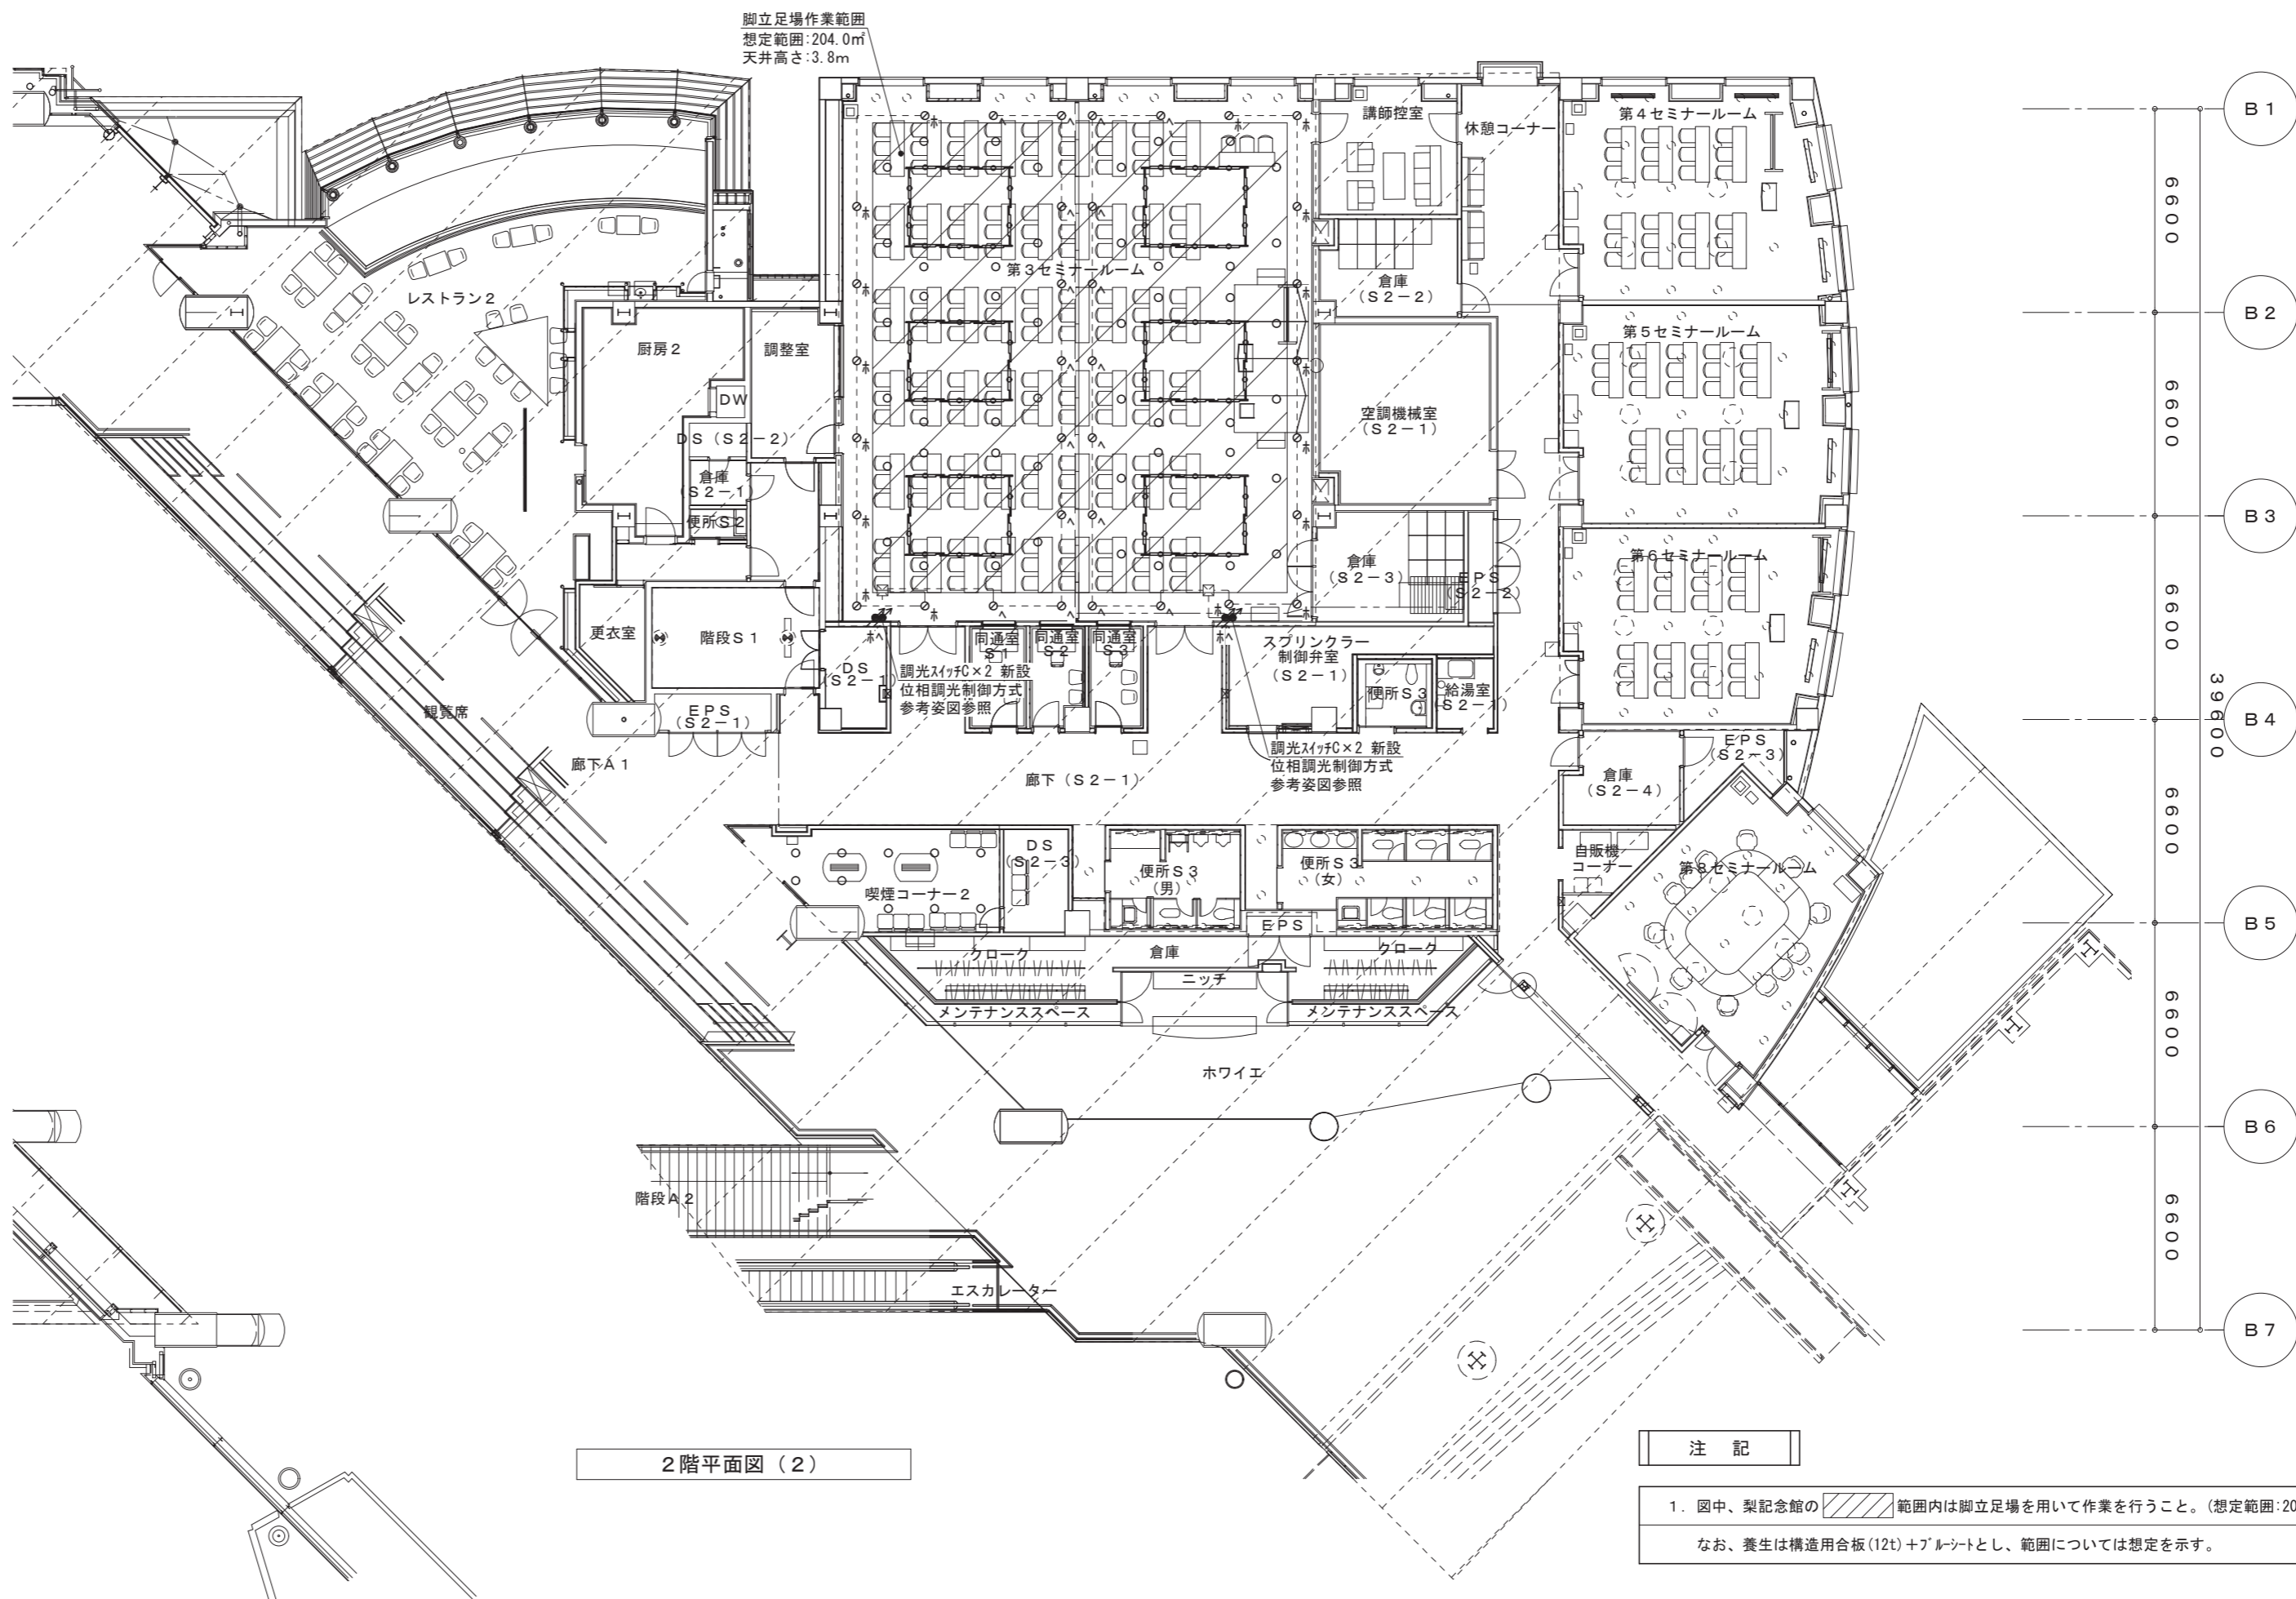 脚立足場作業範囲
想定範囲:204.0㎡
天井高さ:3.8m
B1
講師控室
休憩コーナー
第4セミナールーム
6600
第3セミナールーム
倉庫
(S2-2)
レストラン2
B2
厨房2
調整室
第5セミナールーム
DW
空調機械室
(S2-1)
6600
DS(S2-2)
倉庫
(S2-1)
便所S2
B3
倉庫
(S2-3)
EPS
(S2-2)
第6セミナールーム
6600
更衣室
階段S1
DS
(S2-1)
同通室
S1
同通室
S2
同通室
S3
スプリンクラー
制御弁室
(S2-1)
便所S3
給湯室
(S2-1)
調光スイッチC×2 新設
位相調光制御方式
参考姿図参照
39600
観覧席
EPS
(S2-1)
B4
廊下A1
廊下(S2-1)
調光スイッチC×2 新設
位相調光制御方式
参考姿図参照
倉庫
(S2-4)
EPS
(S2-3)
6600
喫煙コーナー2
DS
(S2-3)
便所S3
(男)
便所S3
(女)
自販機
コーナー
第8セミナールーム
EPS
B5
クローク
倉庫
クローク
ニッチ
メンテナンススペース
メンテナンススペース
6600
ホワイエ
B6
階段A2
6600
エスカレーター
B7
2階平面図(2)
注 記
1. 図中、梨記念館の 範囲内は脚立足場を用いて作業を行うこと。(想定範囲:20
なお、養生は構造用合板(12t)+ブルーシートとし、範囲については想定を示す。